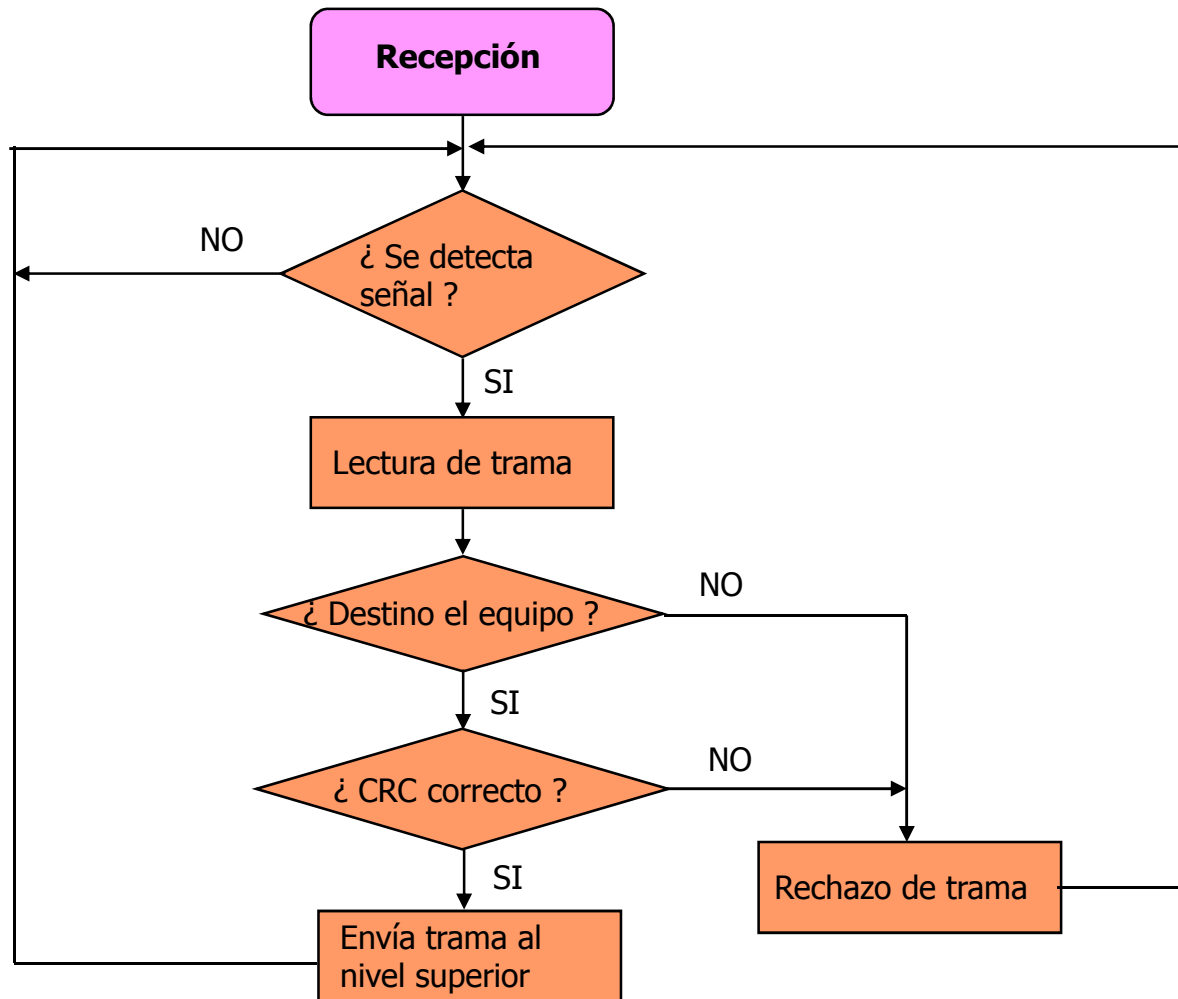 Recepción
NO
¿ Se detecta
señal ?
SI
Lectura de trama
NO
¿ Destino el equipo ?
SI
NO
¿ CRC correcto ?
SI
Rechazo de trama
Envía trama al
nivel superior